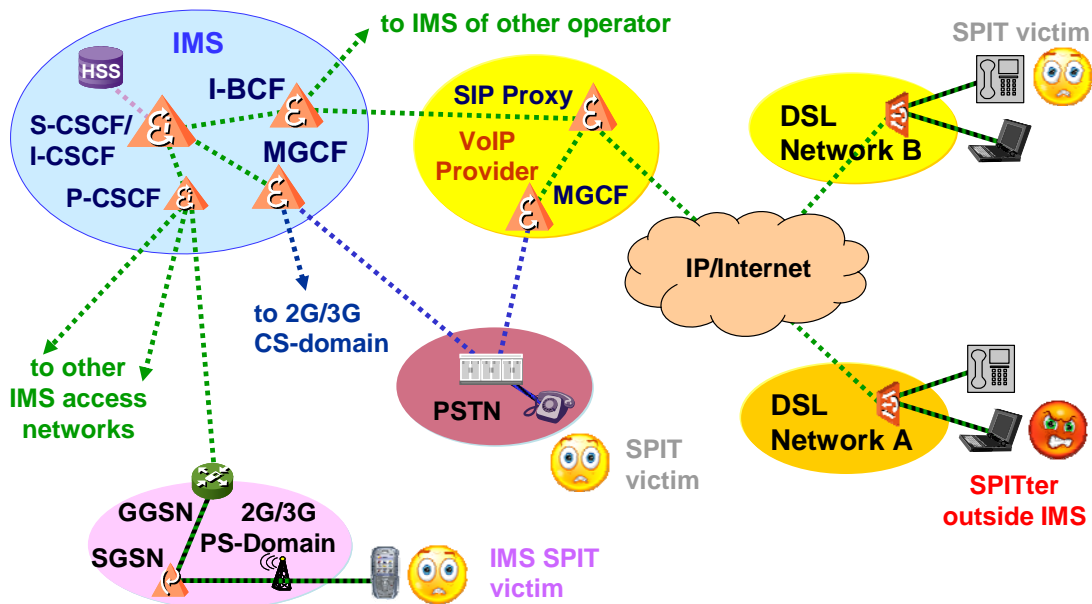 to IMS of other operator
SPIT victim
IMS
HSS
I-BCF
S-CSCF/
I-CSCF
MGCF
P-CSCF
SIP Proxy
VoIP
Provider
MGCF
DSL
Network B
IP/Internet
to 2G/3G
CS-domain
to other
IMS access
networks
PSTN
SPIT
victim
DSL
Network A
SPITter
outside IMS
GGSN
2G/3G
PS-Domain
SGSN
IMS SPIT
victim